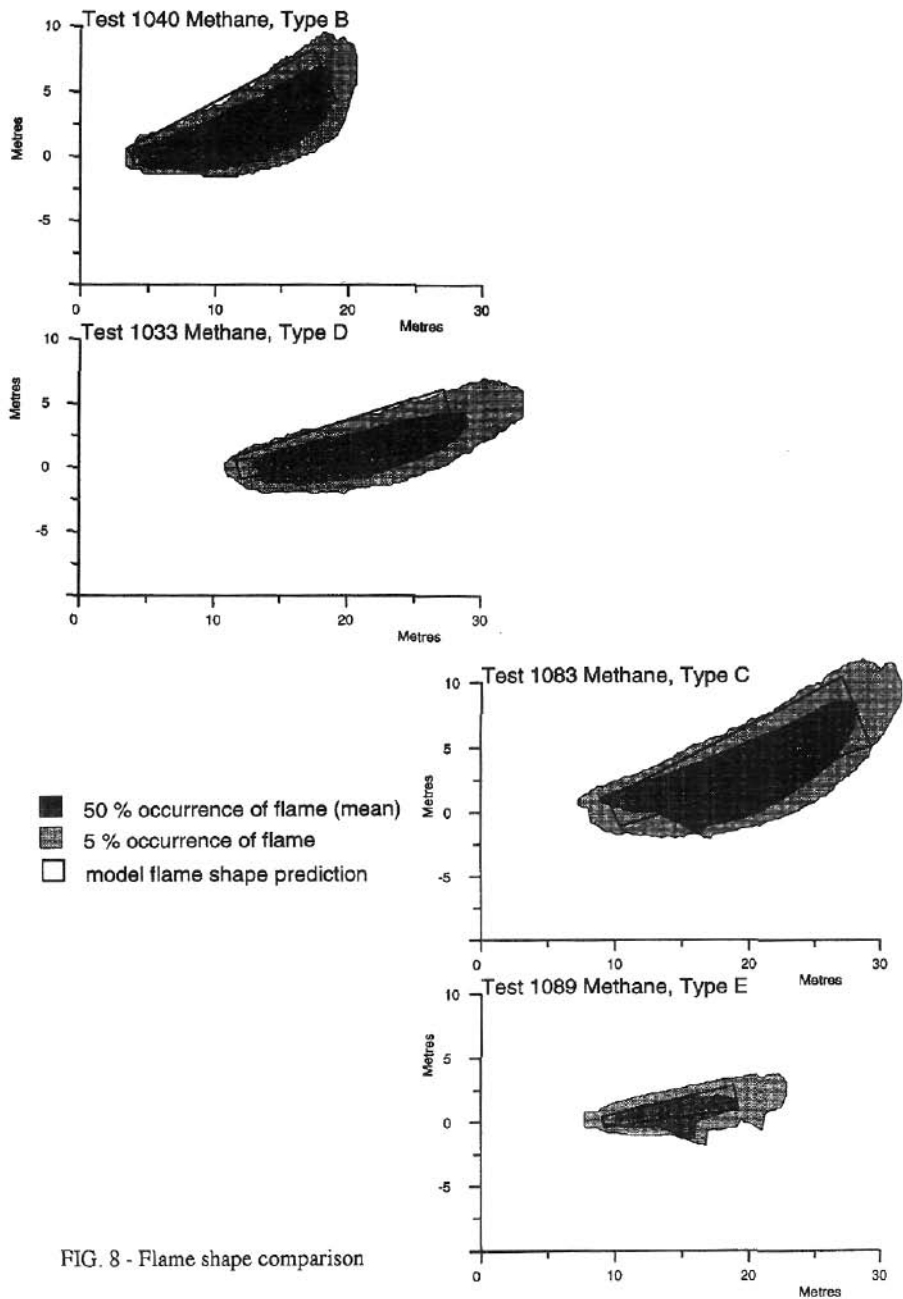 Test 1040 Methane, Type B
10
5
0
-5
Metres
0 10 20 30
Metres
Test 1033 Methane, Type D
10
5
0
-5
Metres
0 10 20 30
Metres
Test 1083 Methane, Type C
10
5
0
-5
Metres
0 10 20 30
Metres
50 % occurrence of flame (mean)
5 % occurrence of flame
model flame shape prediction
Test 1089 Methane, Type E
10
5
0
-5
Metres
0 10 20 30
Metres
FIG. 8 - Flame shape comparison